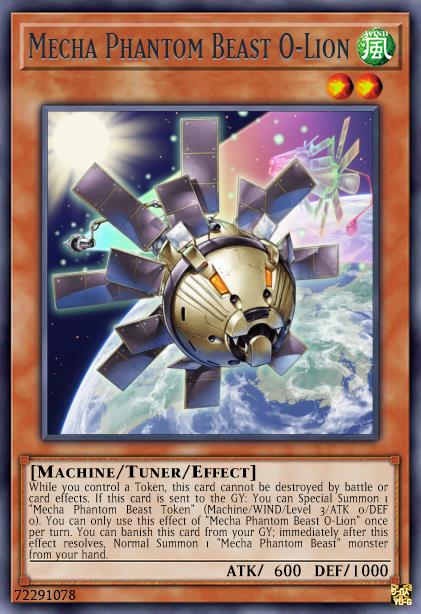 MECHA PHANTOM BEAST O-LION
WIND
風
[MACHINE/TUNER/EFFECT]
While you control a Token, this card cannot be destroyed by battle or
card effects. If this card is sent to the GY: You can Special Summon 1
"Mecha Phantom Beast Token" (Machine/WIND/Level 3/ATK 0/DEF
0). You can only use this effect of "Mecha Phantom Beast O-Lion" once
per turn. You can banish this card from your GY; immediately after this
effect resolves, Normal Summon 1 "Mecha Phantom Beast" monster
from your hand.
ATK/ 600 DEF/1000
72291078